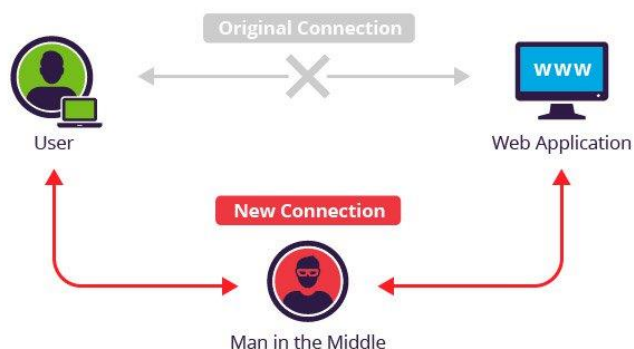 Original Connection
www
User
Web Application
New Connection
Man in the Middle